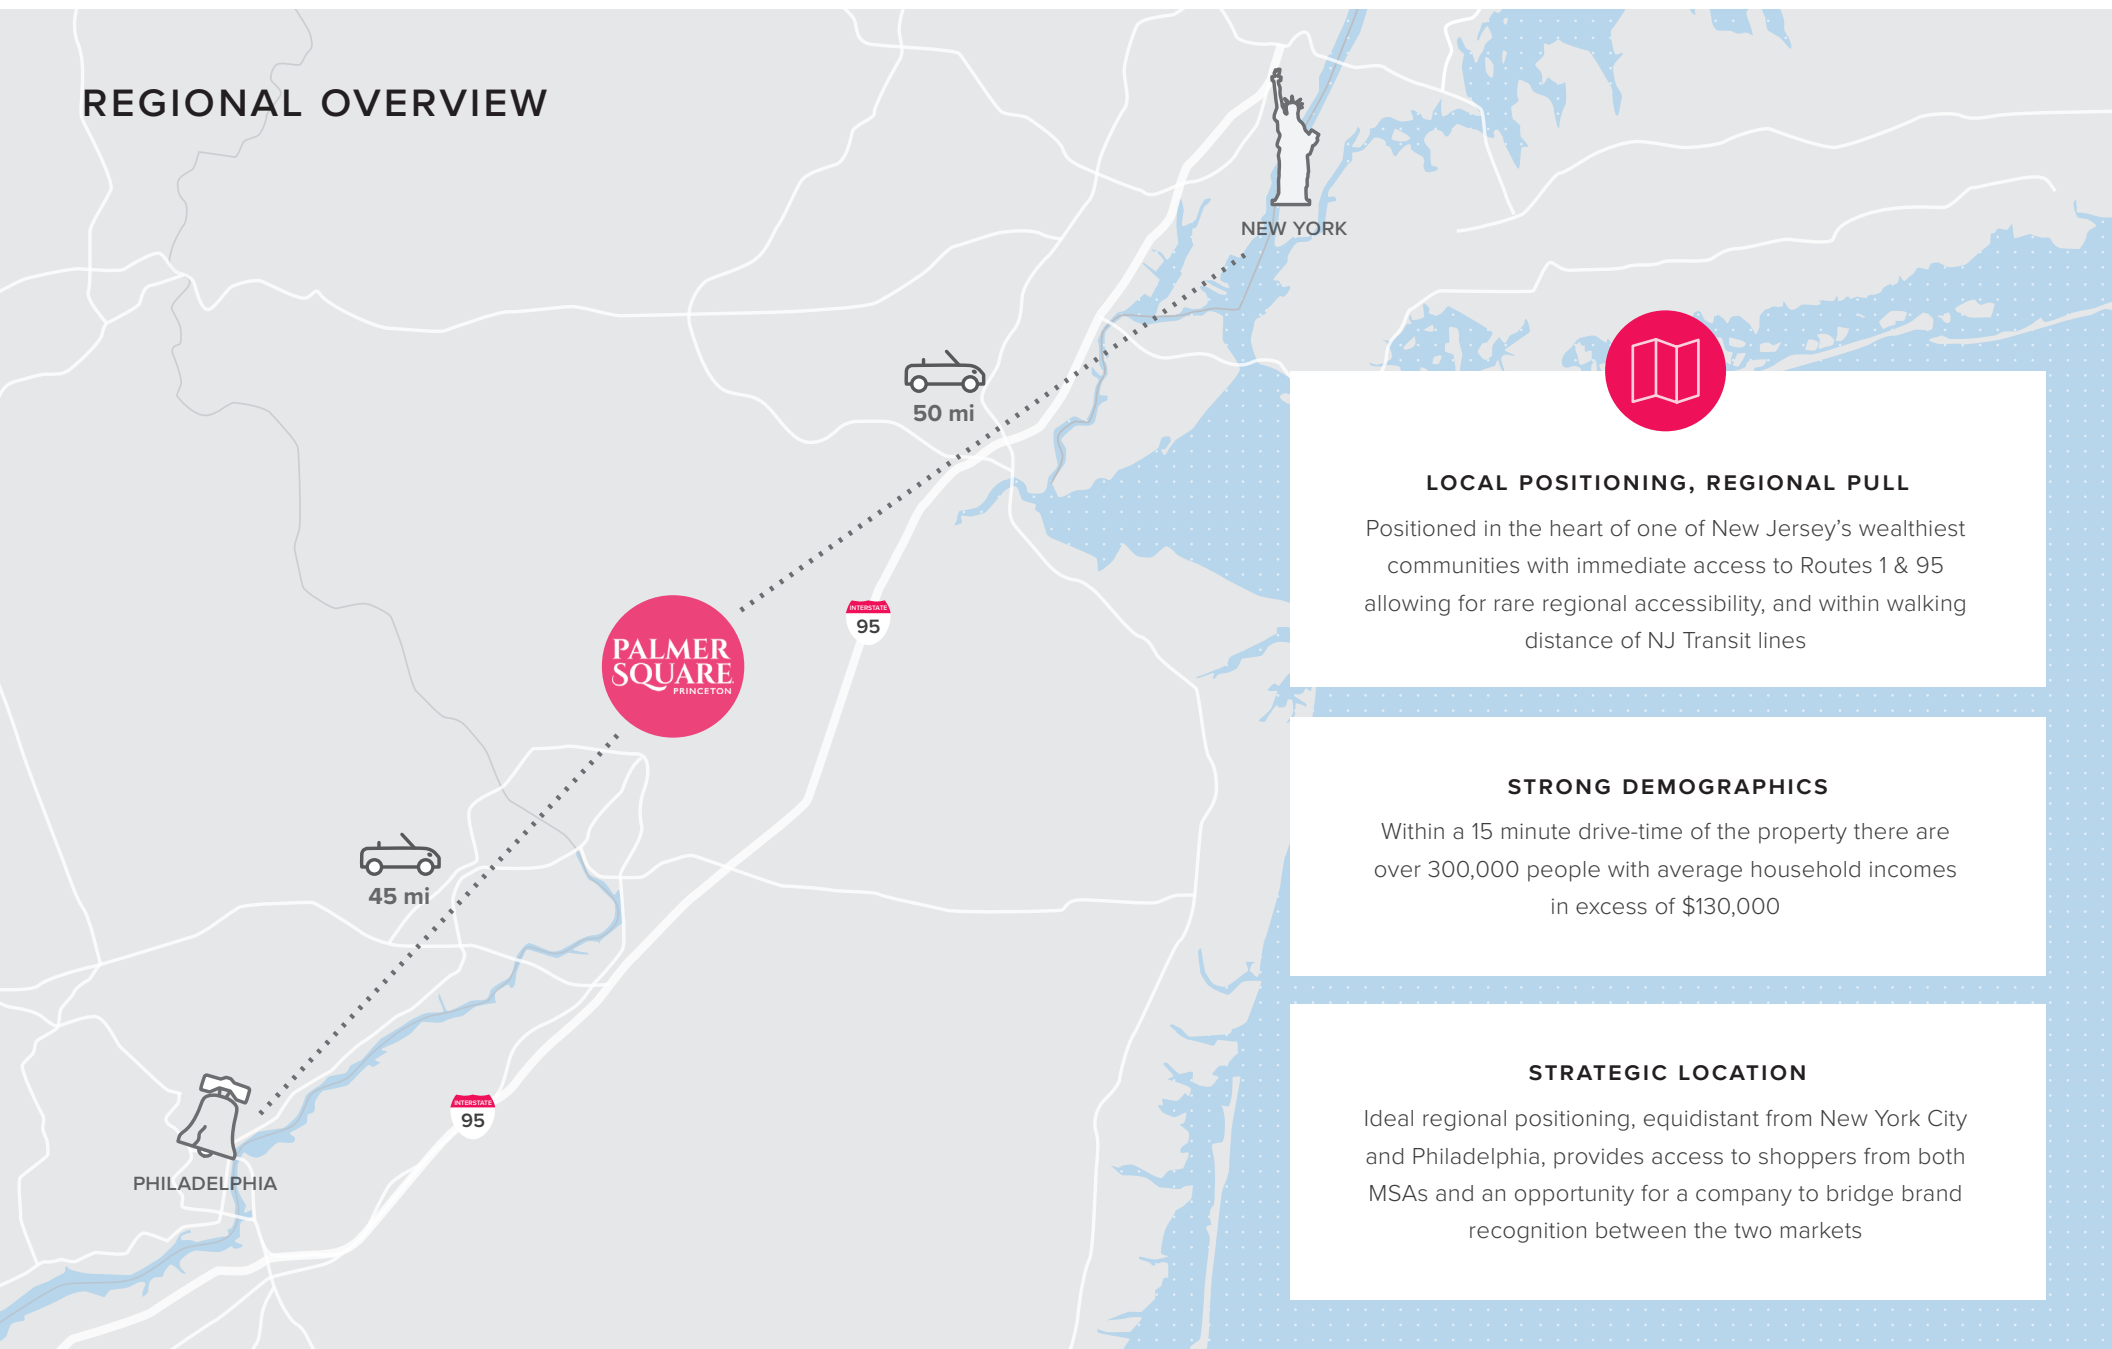 REGIONAL OVERVIEW
NEW YORK
50 mi
INTERSTATE
95
PALMER
SQUARE
PRINCETON
45 mi
INTERSTATE
95
PHILADELPHIA
LOCAL POSITIONING, REGIONAL PULL
Positioned in the heart of one of New Jersey’s wealthiest
communities with immediate access to Routes 1 & 95
allowing for rare regional accessibility, and within walking
distance of NJ Transit lines
STRONG DEMOGRAPHICS
Within a 15 minute drive-time of the property there are
over 300,000 people with average household incomes
in excess of $130,000
STRATEGIC LOCATION
Ideal regional positioning, equidistant from New York City
and Philadelphia, provides access to shoppers from both
MSAs and an opportunity for a company to bridge brand
recognition between the two markets